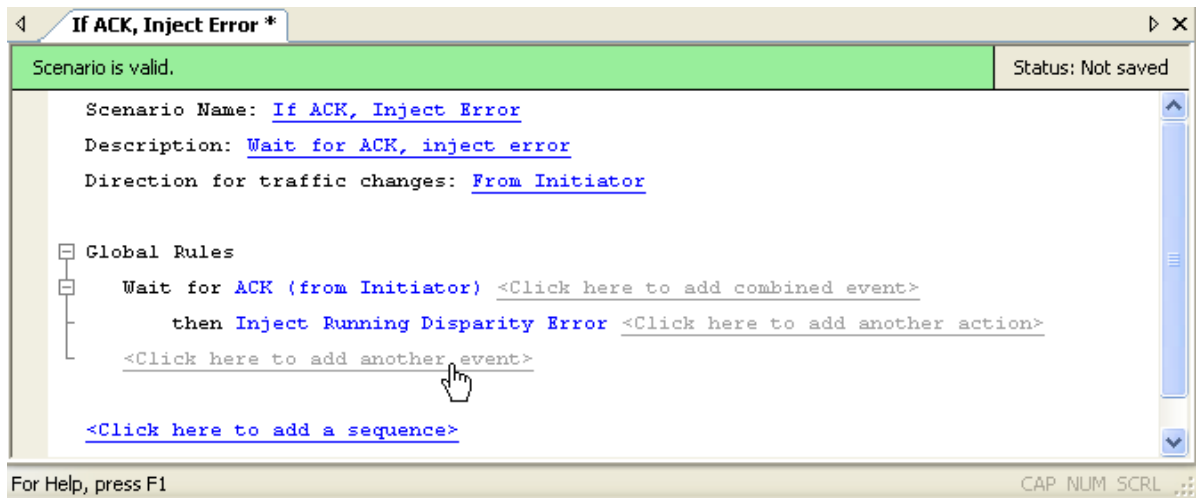 If ACK, Inject Error *
Scenario is valid. Status: Not saved
Scenario Name: If ACK, Inject Error
Description: Wait for ACK, inject error
Direction for traffic changes: From Initiator
Global Rules
Wait for ACK (from Initiator) <Click here to add combined event>
then Inject Running Disparity Error <Click here to add another action>
<Click here to add another event>
<Click here to add a sequence>
For Help, press F1 CAP NUM SCRL